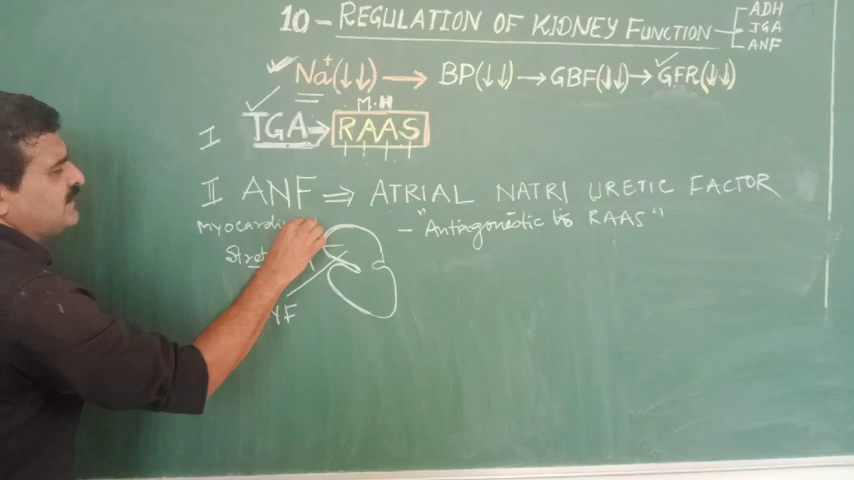 10 - REGULATION OF KIDNEY FUNCTION
ADH
JGA
ANF
Na+(↓↓) → BP(↓↓) → GBF(↓↓) → GFR(↓↓)
M.H
I JGA → RAAS
II ANF ⇒ ATRIAL NATRI URETIC FACTOR
- "Antagonistic to RAAS"